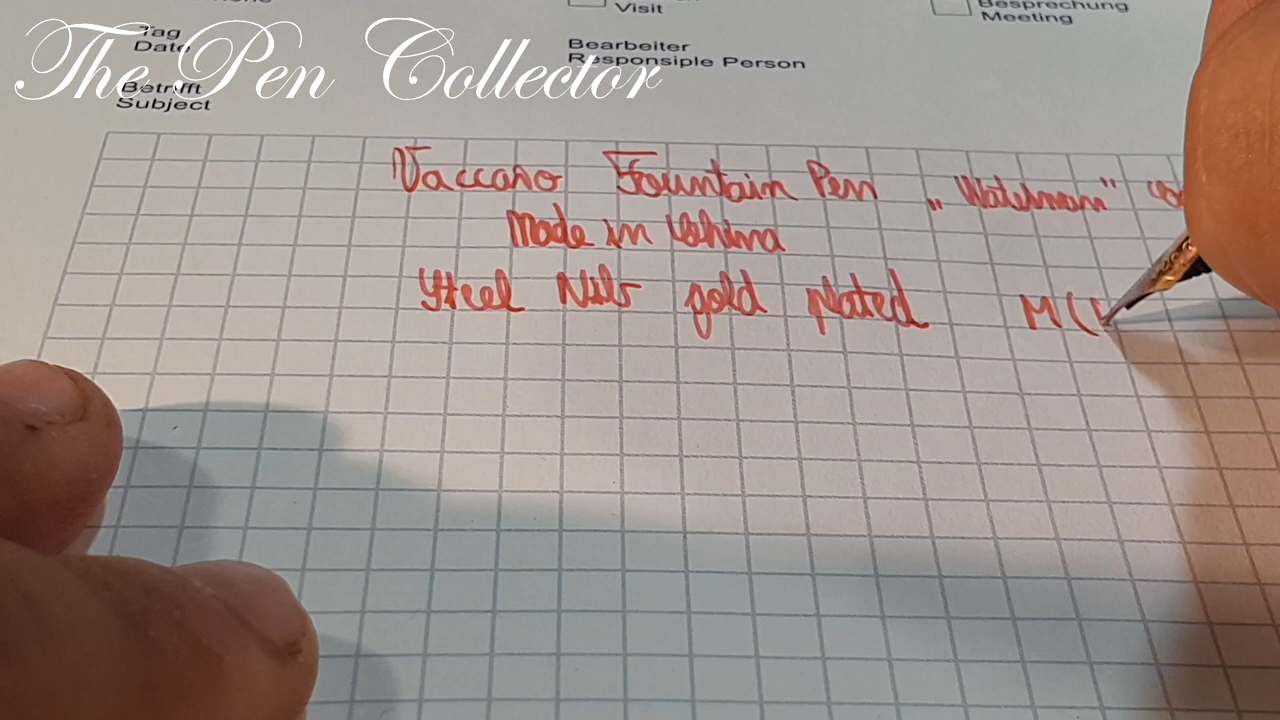 Visit
Besprechung
Meeting
Tag
Date
Bearbeiter
Responsiple Person
The Pen Collector
Betrifft
Subject
Vaccaro Fountain Pen „Waterman"
Made in China
Steel Nib gold plated M(